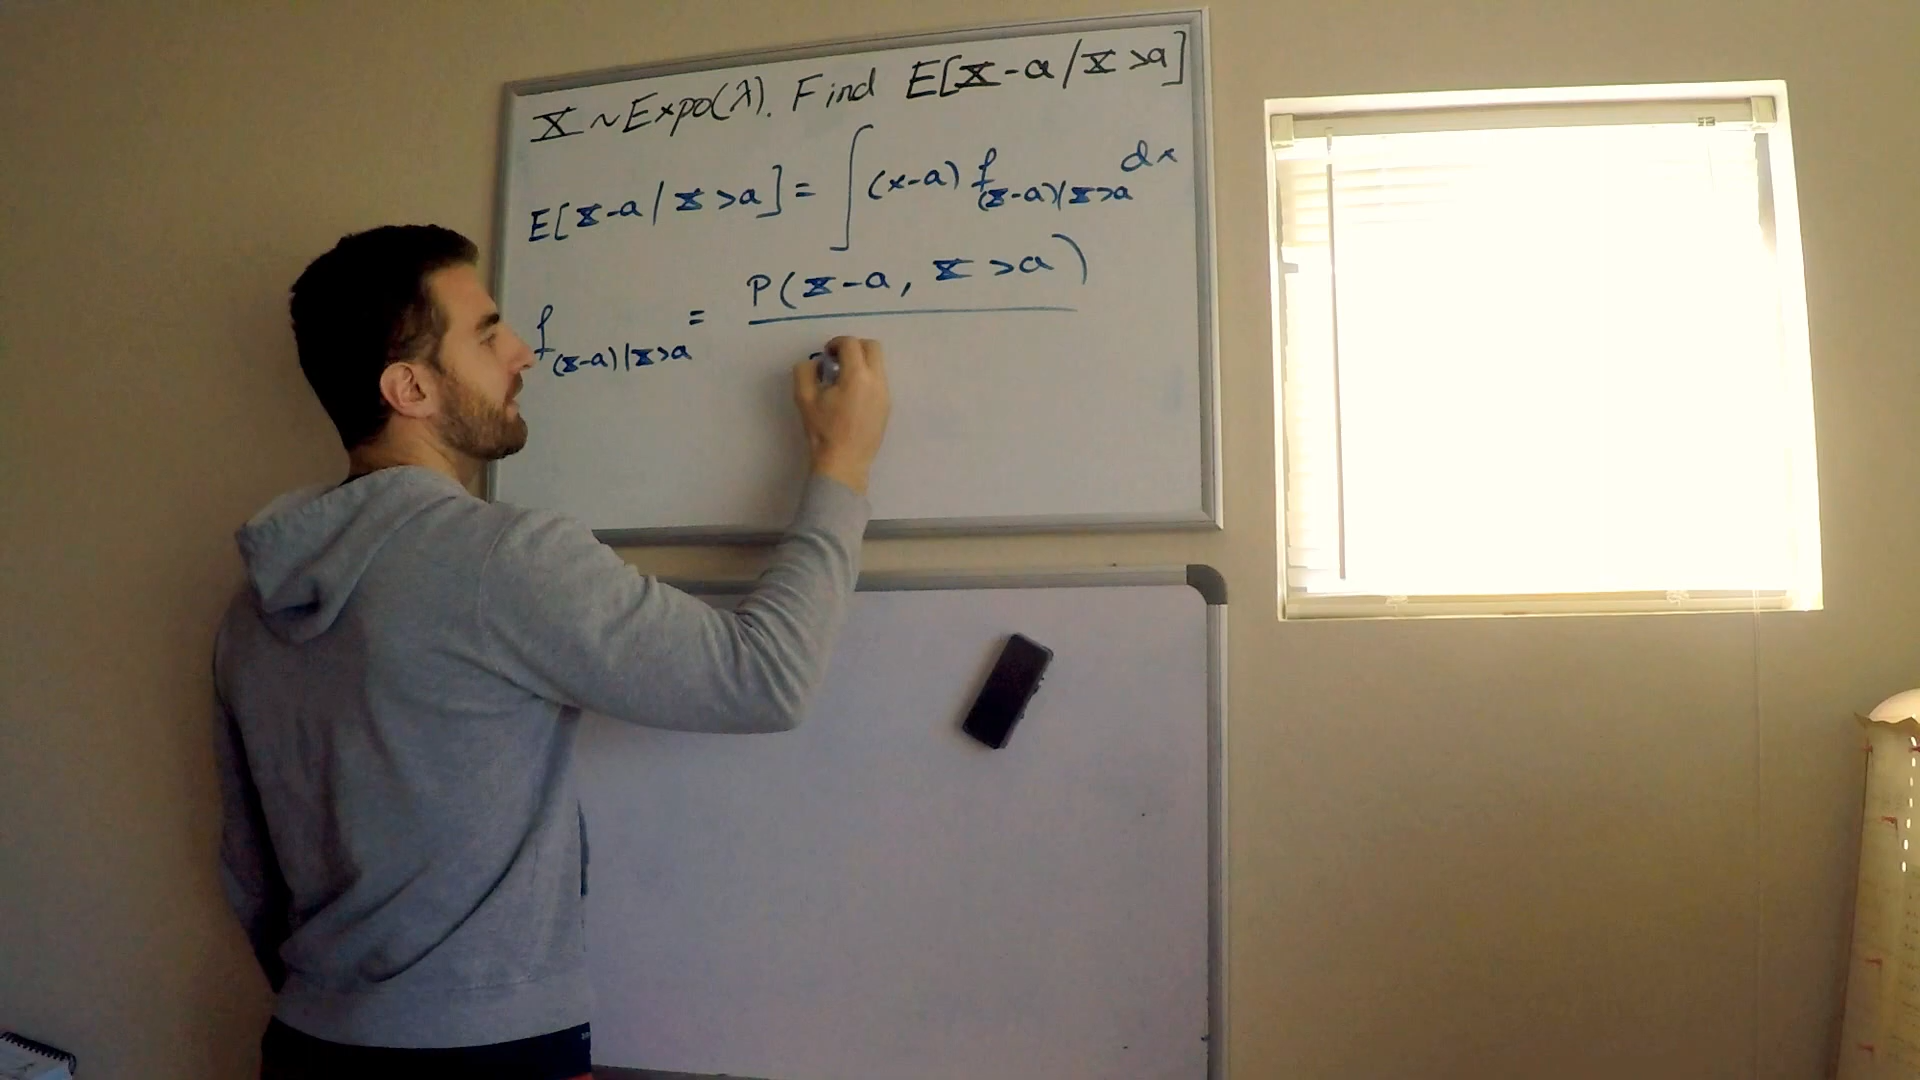 X ~ Expo(λ). Find E[X-a/X>a]
E[X-a/X>a] = ∫(x-a) f(X-a)|X>a dx
f(X-a)|X>a = P(X-a, X>a)